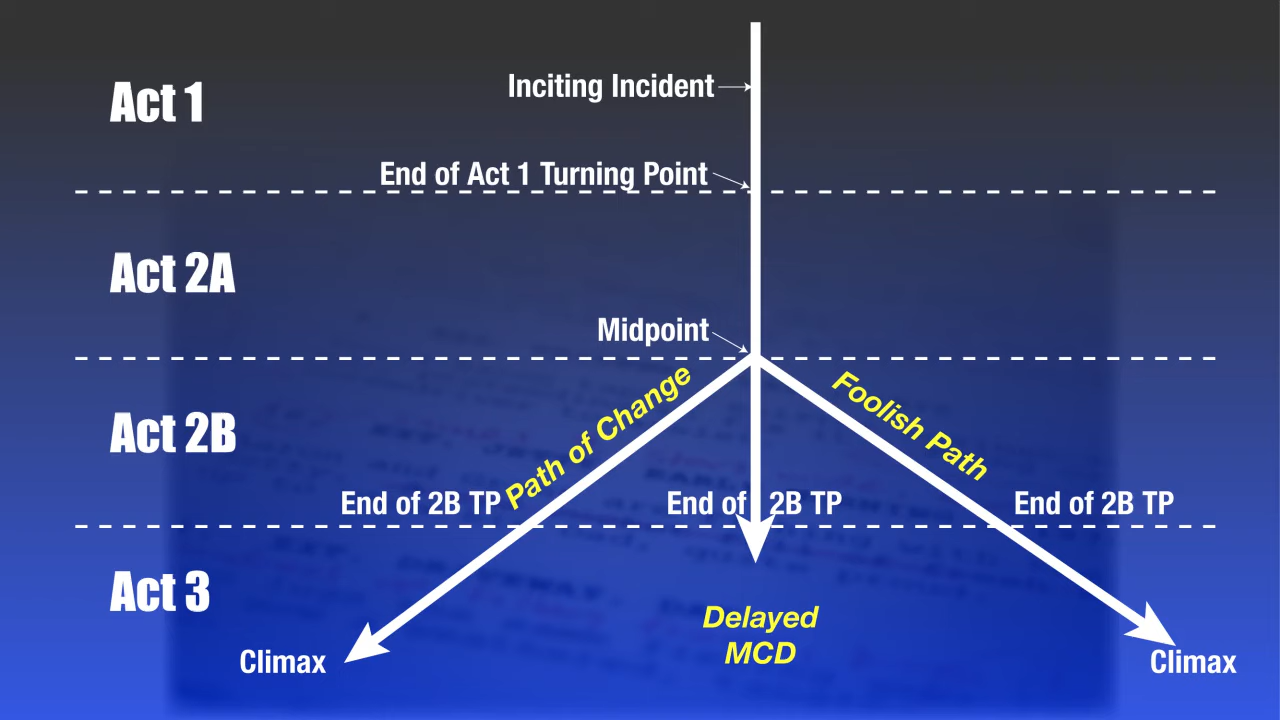 Act 1
Inciting Incident
End of Act 1 Turning Point
Act 2A
Midpoint
Act 2B
Path of Change
Foolish Path
End of 2B TP
End of 2B TP
End of 2B TP
Act 3
Delayed
MCD
Climax
Climax